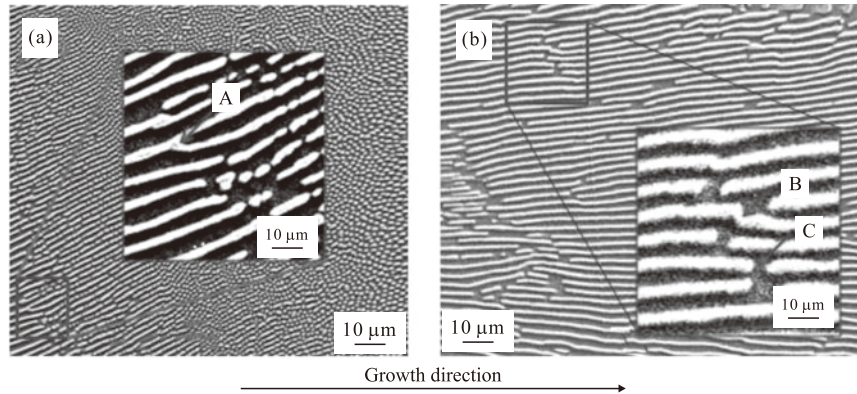 (a)
A
10 μm
10 μm
(b)
B
C
10 μm
10 μm
Growth direction